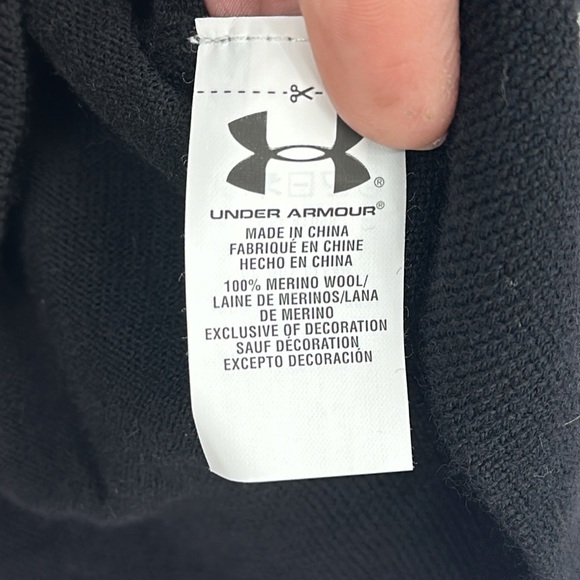 UNDER ARMOUR®
MADE IN CHINA
FABRIQUÉ EN CHINE
HECHO EN CHINA
100% MERINO WOOL/
LAINE DE MERINOS/LANA
DE MERINO
EXCLUSIVE OF DECORATION
SAUF DÉCORATION
EXCEPTO DECORACIÓN